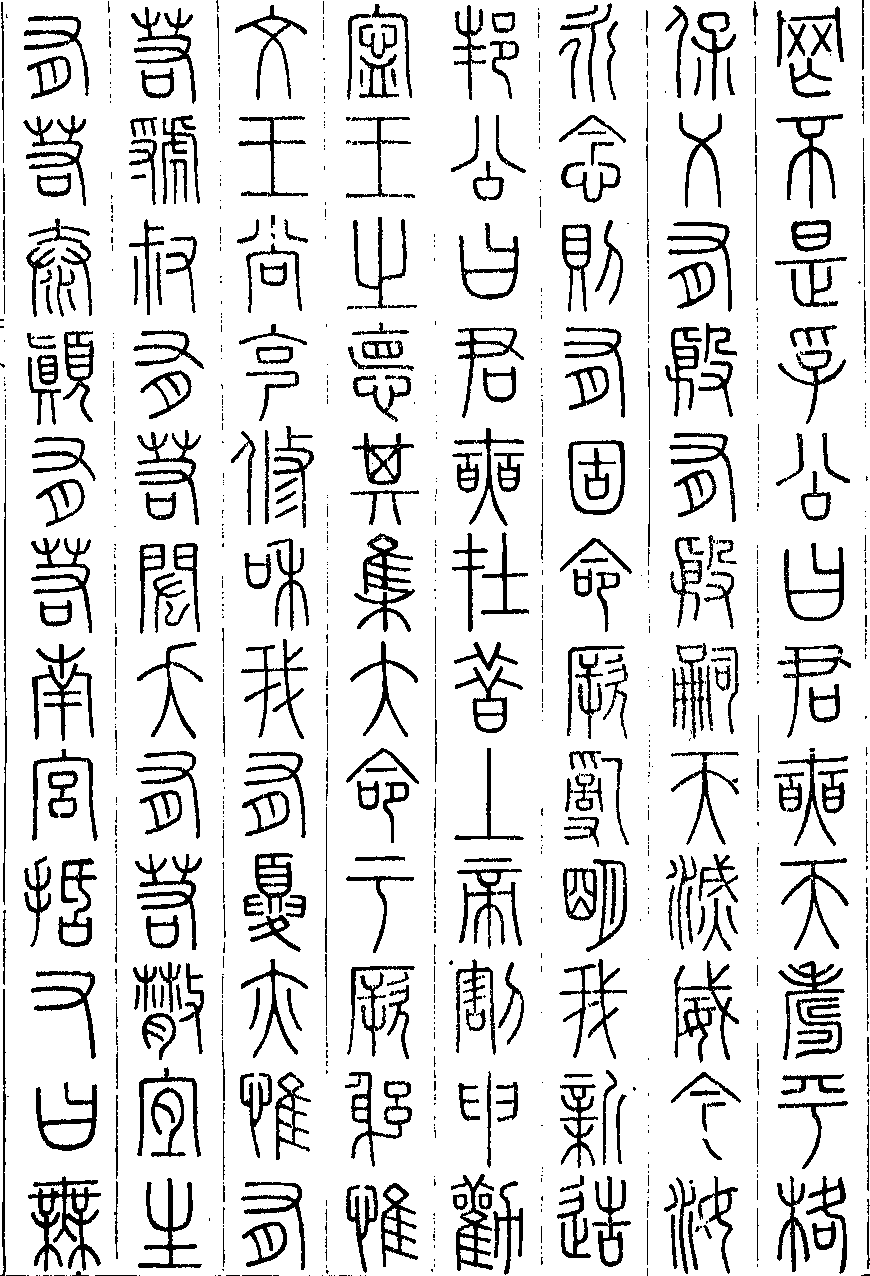 罔不是孚公曰君奭天壽平格
保乂有殷有殷嗣天滅威今汝
永念則有固命厥亂明我新造
邦公曰君奭在昔上帝割申勸
寧王之德其集大命于厥躬惟
文王尚克修和我有夏亦惟有
若虢叔有若閎夭有若散宜生
有若泰顛有若南宮括又曰無